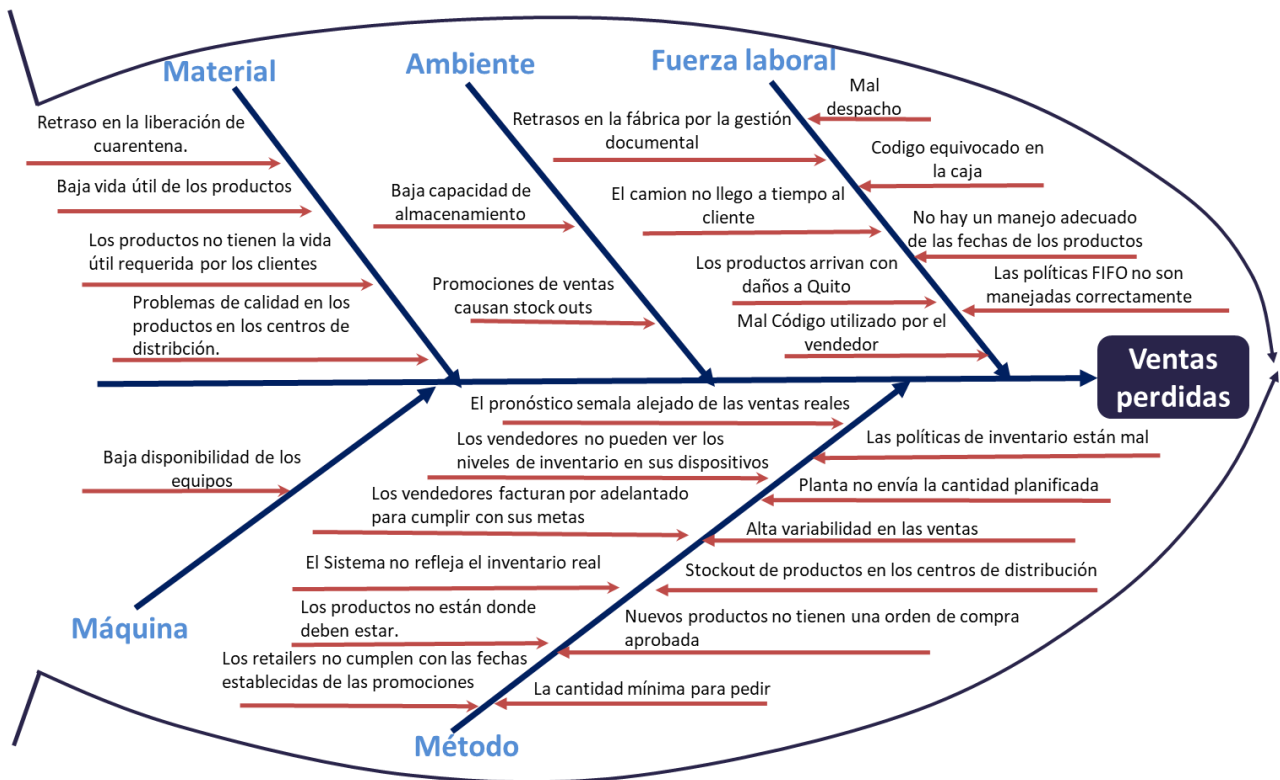 Material
Retraso en la liberación de
cuarentena.
Baja vida útil de los productos
Los productos no tienen la vida
útil requerida por los clientes
Problemas de calidad en los
productos en los centros de
distribción.
Ambiente
Baja capacidad de
almacenamiento
Promociones de ventas
causan stock outs
Fuerza laboral
Retrasos en la fábrica por la gestión
documental
El camion no llego a tiempo al
cliente
Los productos arrivan con
daños a Quito
Mal Código utilizado por el
vendedor
Mal
despacho
Codigo equivocado en
la caja
No hay un manejo adecuado
de las fechas de los productos
Las políticas FIFO no son
manejadas correctamente
Ventas
perdidas
Máquina
Baja disponibilidad de los
equipos
Método
El pronóstico semala alejado de las ventas reales
Los vendedores no pueden ver los
niveles de inventario en sus dispositivos
Los vendedores facturan por adelantado
para cumplir con sus metas
El Sistema no refleja el inventario real
Los productos no están donde
deben estar.
Los retailers no cumplen con las fechas
establecidas de las promociones
Las políticas de inventario están mal
Planta no envía la cantidad planificada
Alta variabilidad en las ventas
Stockout de productos en los centros de distribución
Nuevos productos no tienen una orden de compra
aprobada
La cantidad mínima para pedir